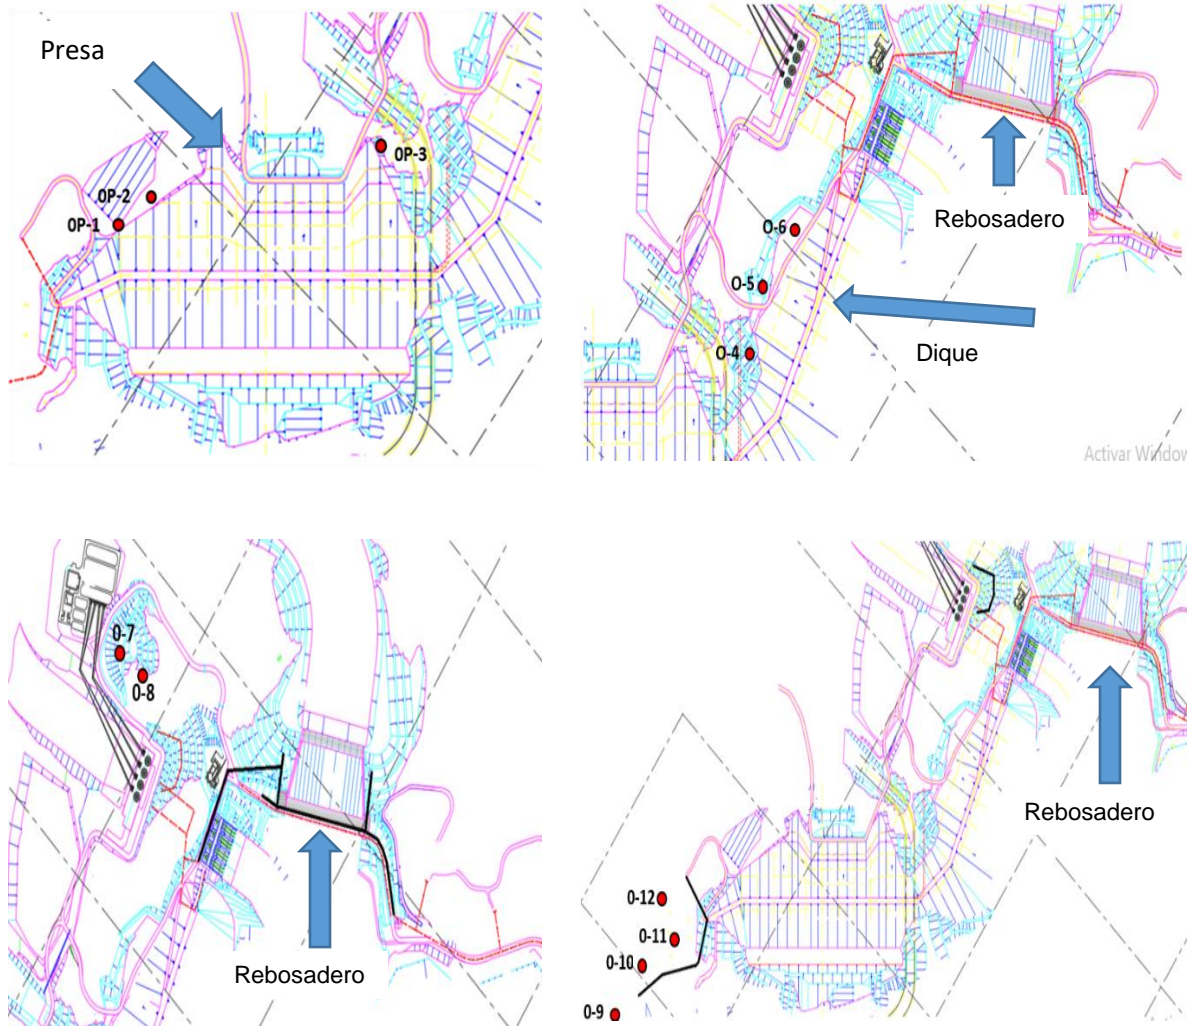 Presa
OP-3
OP-2
OP-1
Rebosadero
O-6
O-5
Dique
O-4
Activar Window
O-7
O-8
Rebosadero
Rebosadero
O-12
O-11
O-10
O-9